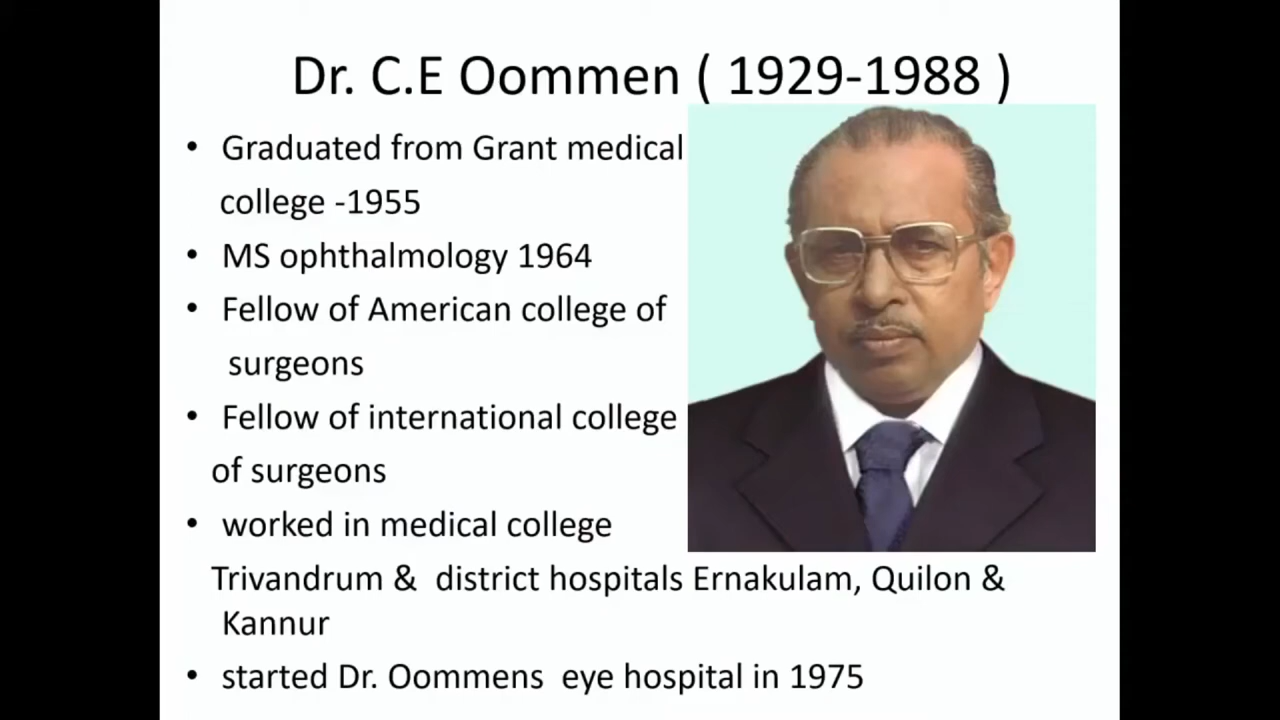 Dr. C.E Oommen ( 1929-1988 )
• Graduated from Grant medical
college -1955
• MS ophthalmology 1964
• Fellow of American college of
surgeons
• Fellow of international college
of surgeons
• worked in medical college
Trivandrum & district hospitals Ernakulam, Quilon &
Kannur
• started Dr. Oommens eye hospital in 1975